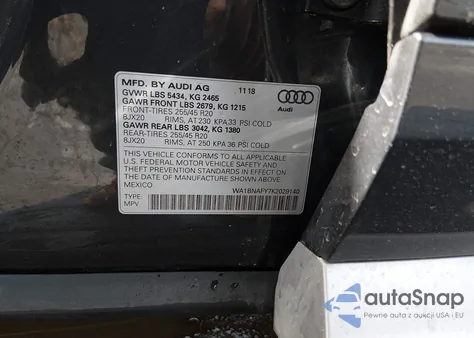 MFD. BY AUDI AG 11 18
GVWR LBS 5434, KG 2465
GAWR FRONT LBS 2679, KG 1215
FRONT-TIRES 255/45 R20
8JX20 RIMS, AT 230 KPA/33 PSI COLD
GAWR REAR LBS 3042, KG 1380
REAR-TIRES 255/45 R20
8JX20 RIMS, AT 250 KPA 36 PSI COLD
Audi
THIS VEHICLE CONFORMS TO ALL APPLICABLE
U.S. FEDERAL MOTOR VEHICLE SAFETY AND
THEFT PREVENTION STANDARDS IN EFFECT ON
THE DATE OF MANUFACTURE SHOWN ABOVE
MEXICO
WA1BNAFY7K2029140
TYPE:
MPV
autoSnap
Pewne auta z aukcji USA i EU